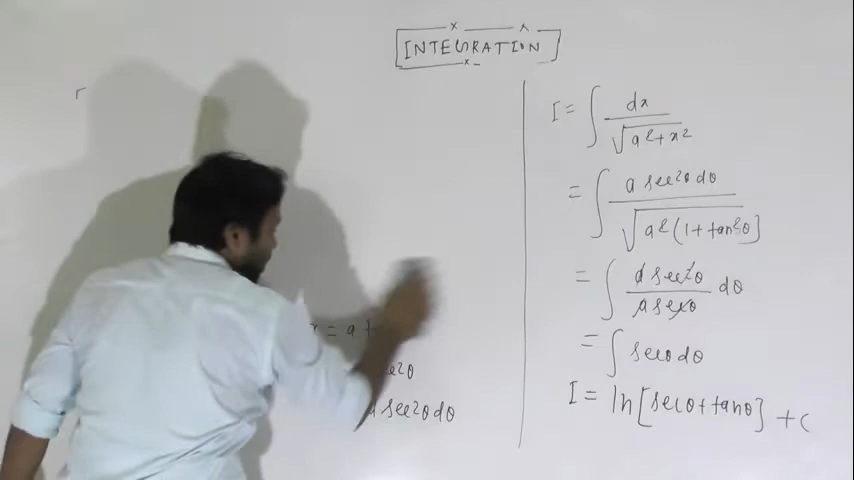 INTEGRATION
x = a t
sec²θ
a sec²θ dθ
I = ∫ dx / √(a² + x²)
= ∫ a sec²θ dθ / √(a² (1 + tan²θ]
= ∫ a sec²θ / a secθ dθ
= ∫ secθ dθ
I = ln [secθ + tanθ] + C